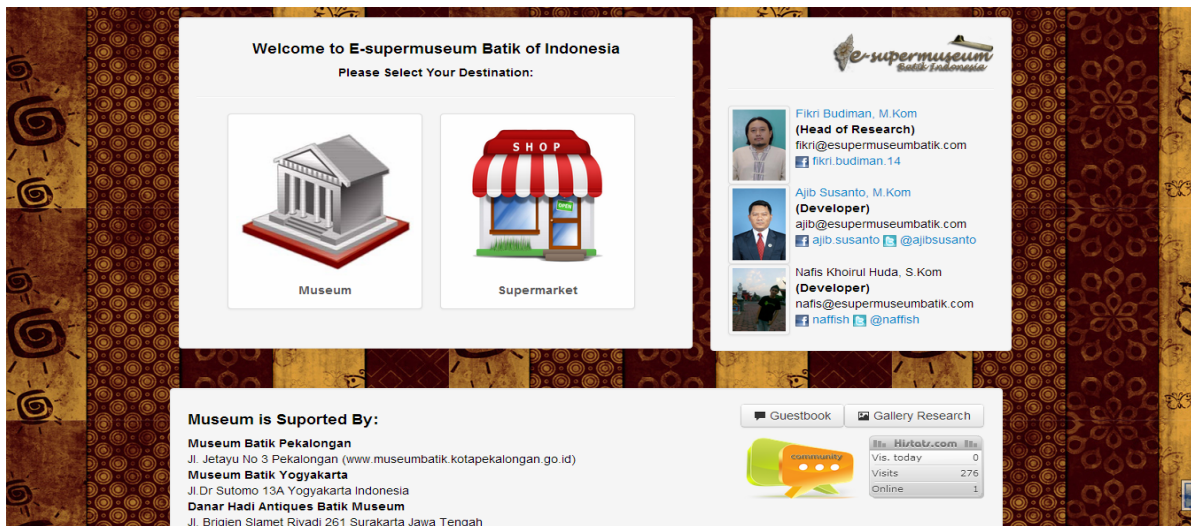 Welcome to E-supermuseum Batik of Indonesia
Please Select Your Destination:
SHOP
OPEN
Museum
Supermarket
e-supermuseum
Batik Indonesia
Fikri Budiman, M.Kom
(Head of Research)
fikri@esupermuseumbatik.com
fikri.budiman.14
Ajib Susanto, M.Kom
(Developer)
ajib@esupermuseumbatik.com
ajib.susanto @ajibsusanto
Nafis Khoirul Huda, S.Kom
(Developer)
nafis@esupermuseumbatik.com
naffish @naffish
Museum is Suported By:
Museum Batik Pekalongan
Jl. Jetayu No 3 Pekalongan (www.museumbatik.kotapekalongan.go.id)
Museum Batik Yogyakarta
Jl.Dr Sutomo 13A Yogyakarta Indonesia
Danar Hadi Antiques Batik Museum
Jl. Brigjen Slamet Riyadi 261 Surakarta Jawa Tengah
Guestbook
Gallery Research
community
Histats.com
Vis. today 0
Visits 276
Online 1